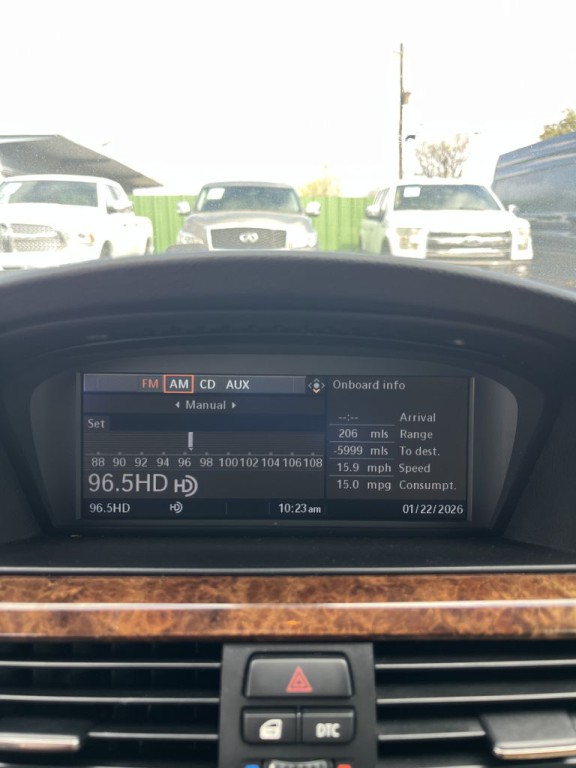 FM AM CD AUX
Manual
Set
88 90 92 94 96 98 100 102 104 106 108
96.5HD HD
96.5HD HD 10:23 am
Onboard info
--:-- Arrival
206 mls Range
-5999 mls To dest.
15.9 mph Speed
15.0 mpg Consumpt.
01/22/2026
DTC